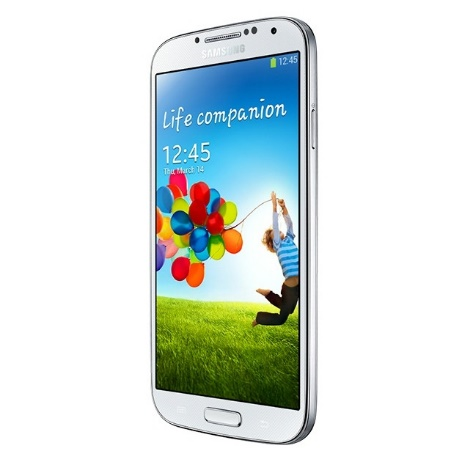 SAMSUNG
12:45
Life companion
12:45
Thu, March 14